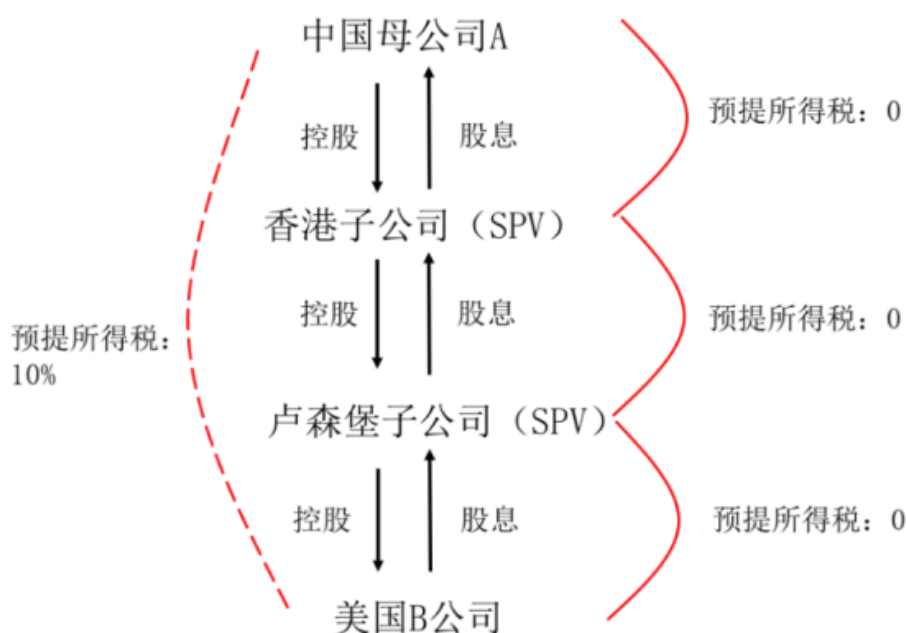 中国母公司A
控股
股息
预提所得税：0
香港子公司（SPV）
控股
股息
预提所得税：0
预提所得税：
10%
卢森堡子公司（SPV）
控股
股息
预提所得税：0
美国B公司